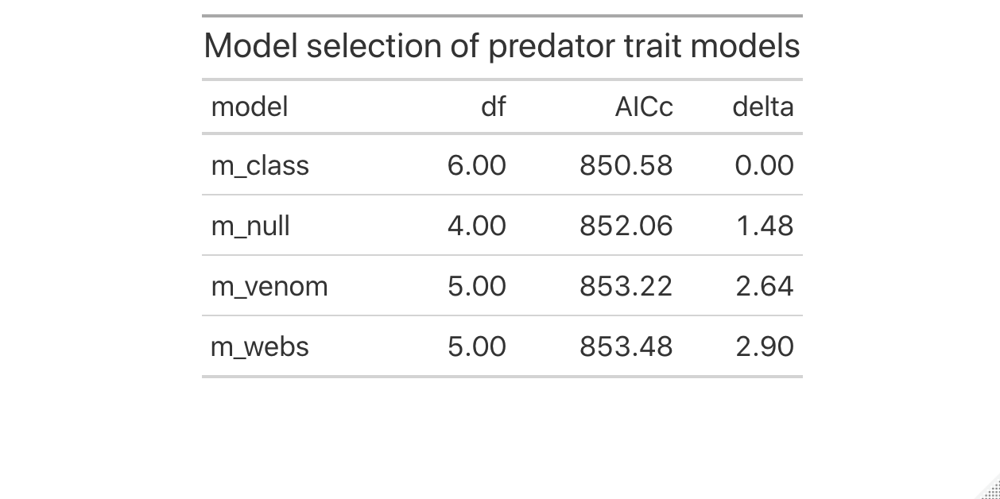 Model selection of predator trait models
model df AICc delta
m_class 6.00 850.58 0.00
m_null 4.00 852.06 1.48
m_venom 5.00 853.22 2.64
m_webs 5.00 853.48 2.90